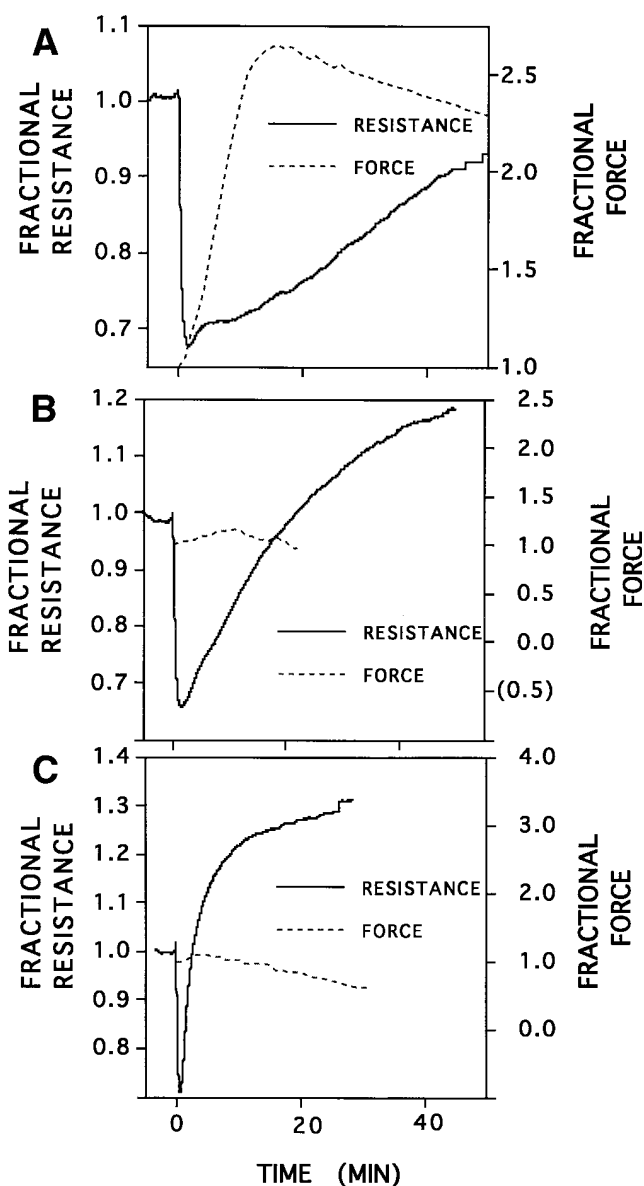 A
FRACTIONAL
RESISTANCE
1.1
1.0
0.9
0.8
0.7
RESISTANCE
FORCE
2.5
2.0
1.5
1.0
FRACTIONAL
FORCE
B
FRACTIONAL
RESISTANCE
1.2
1.1
1.0
0.9
0.8
0.7
RESISTANCE
FORCE
2.5
2.0
1.5
1.0
0.5
0.0
(0.5)
FRACTIONAL
FORCE
C
FRACTIONAL
RESISTANCE
1.4
1.3
1.2
1.1
1.0
0.9
0.8
RESISTANCE
FORCE
4.0
3.0
2.0
1.0
0.0
FRACTIONAL
FORCE
0 20 40
TIME (MIN)